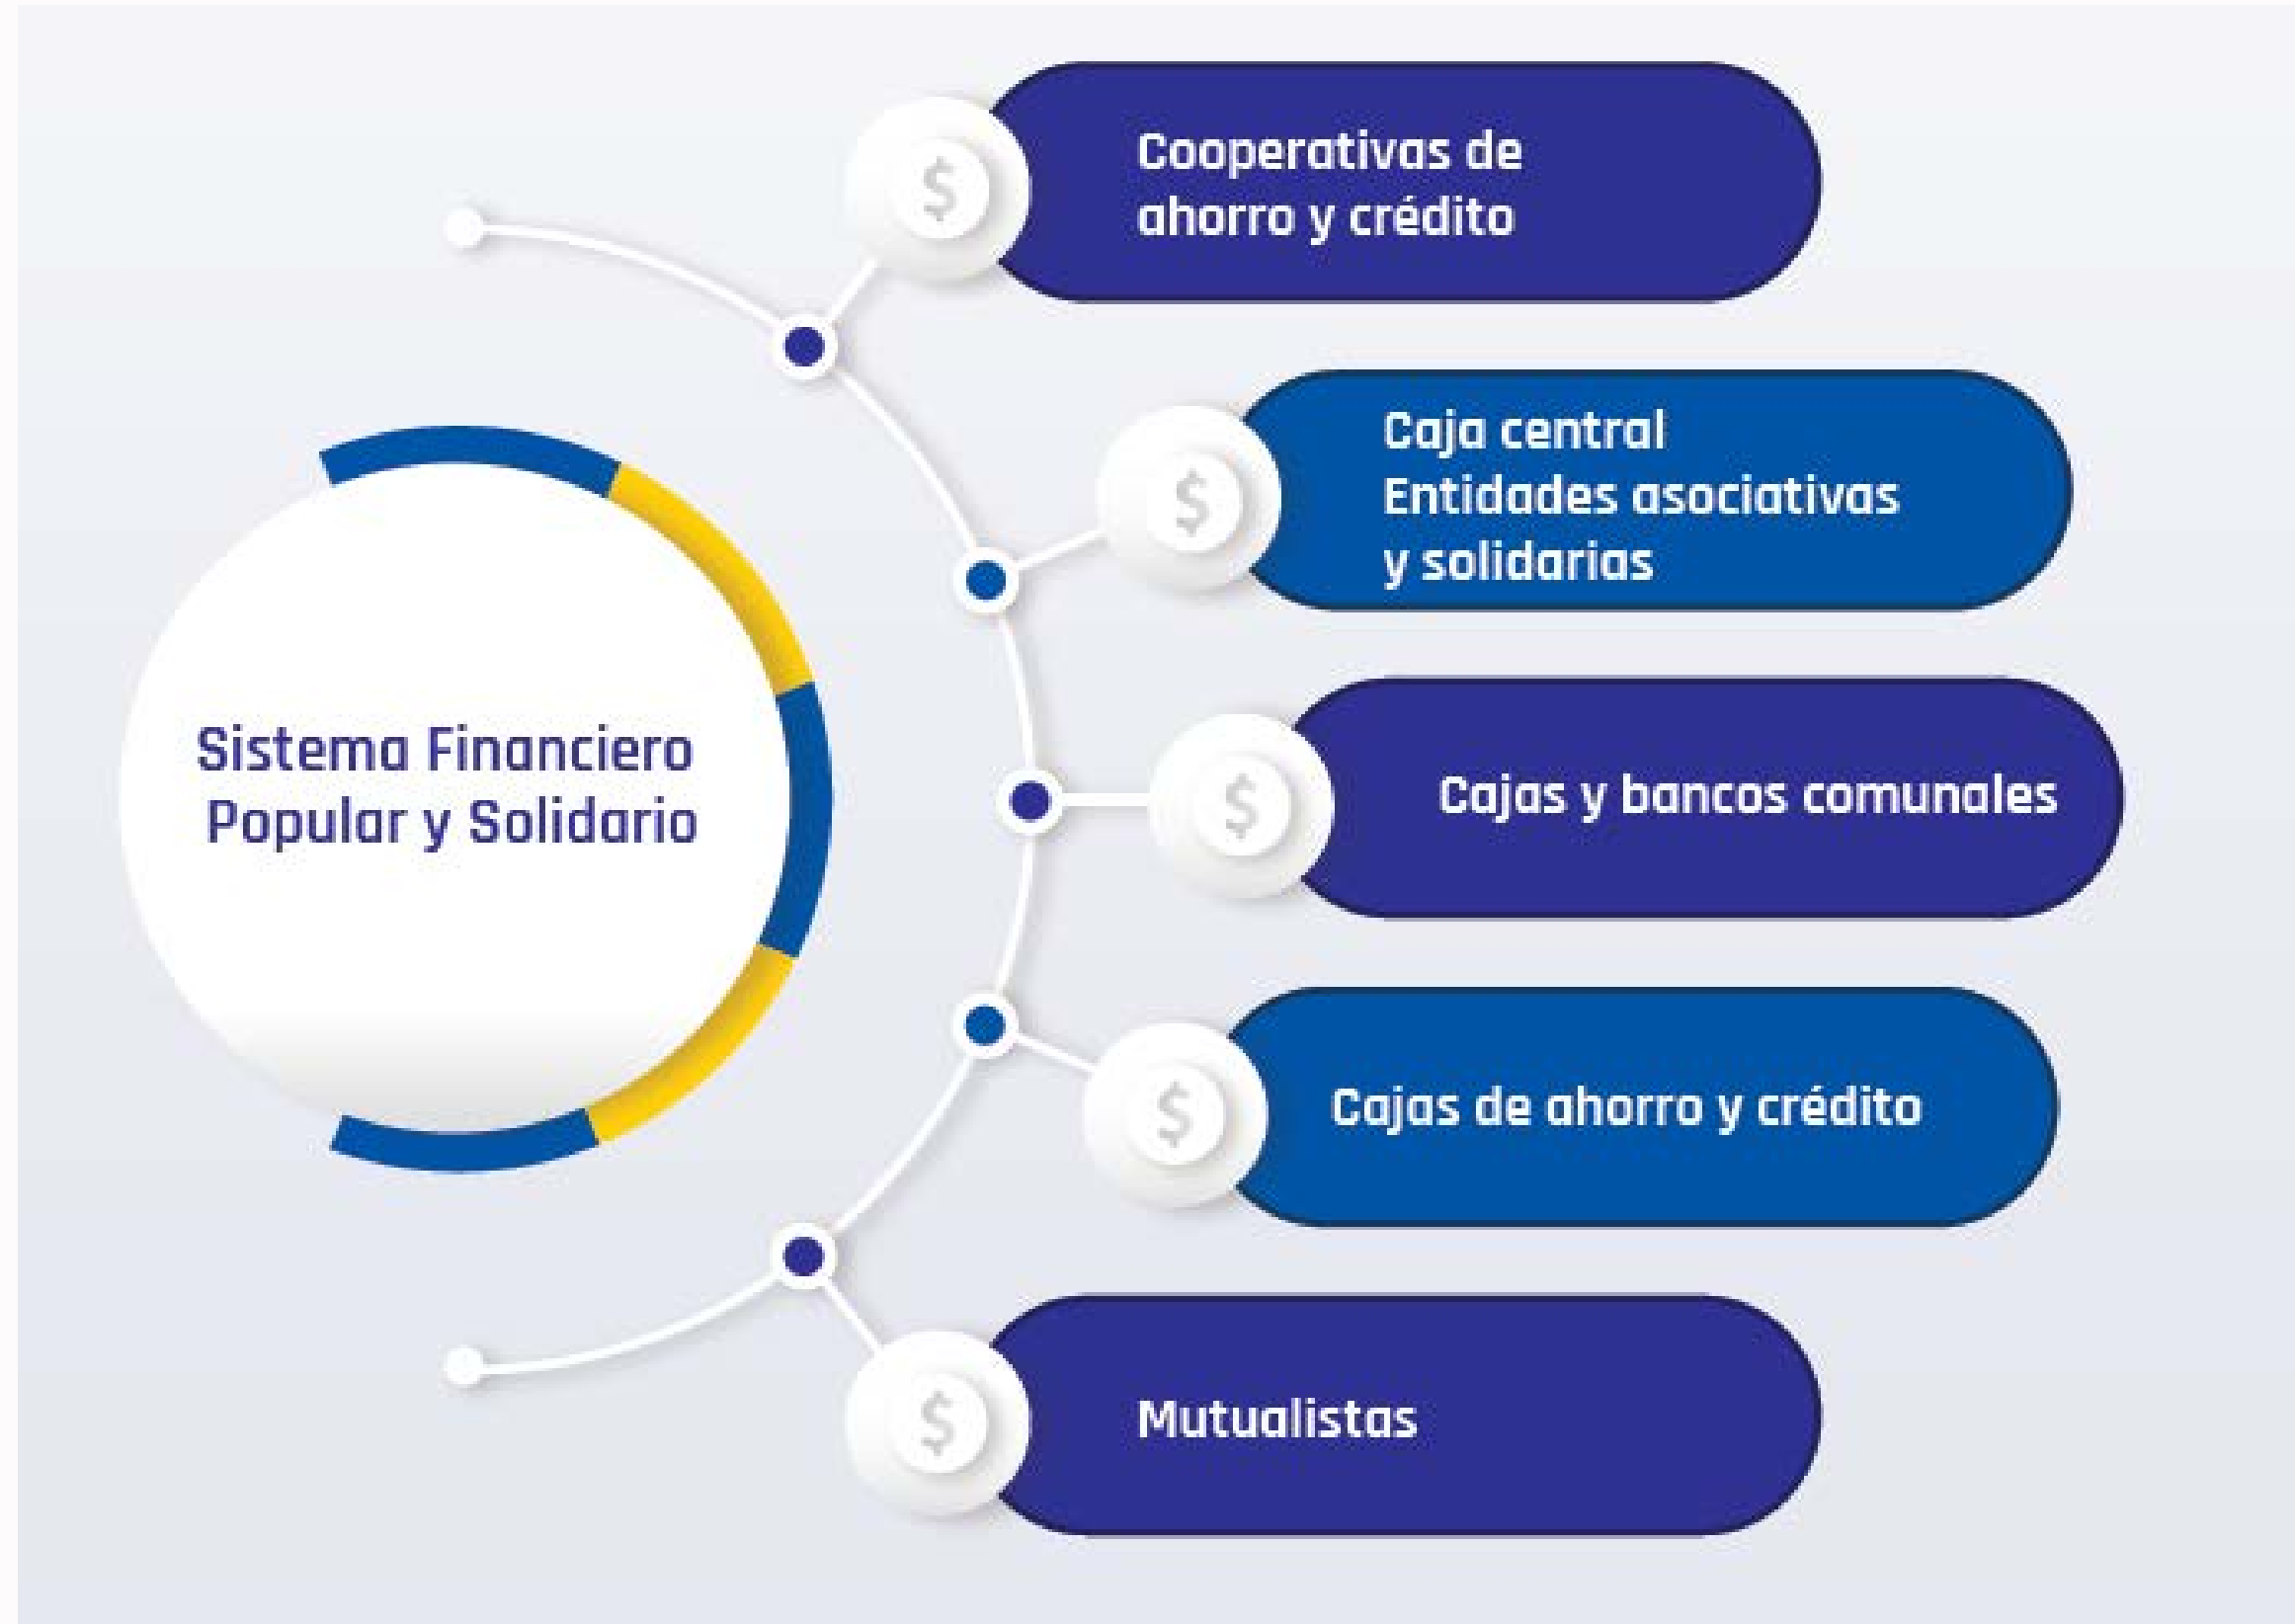 Sistema Financiero
Popular y Solidario
$
Cooperativas de
ahorro y crédito
$
Caja central
Entidades asociativas
y solidarias
$
Cajas y bancos comunales
$
Cajas de ahorro y crédito
$
Mutualistas